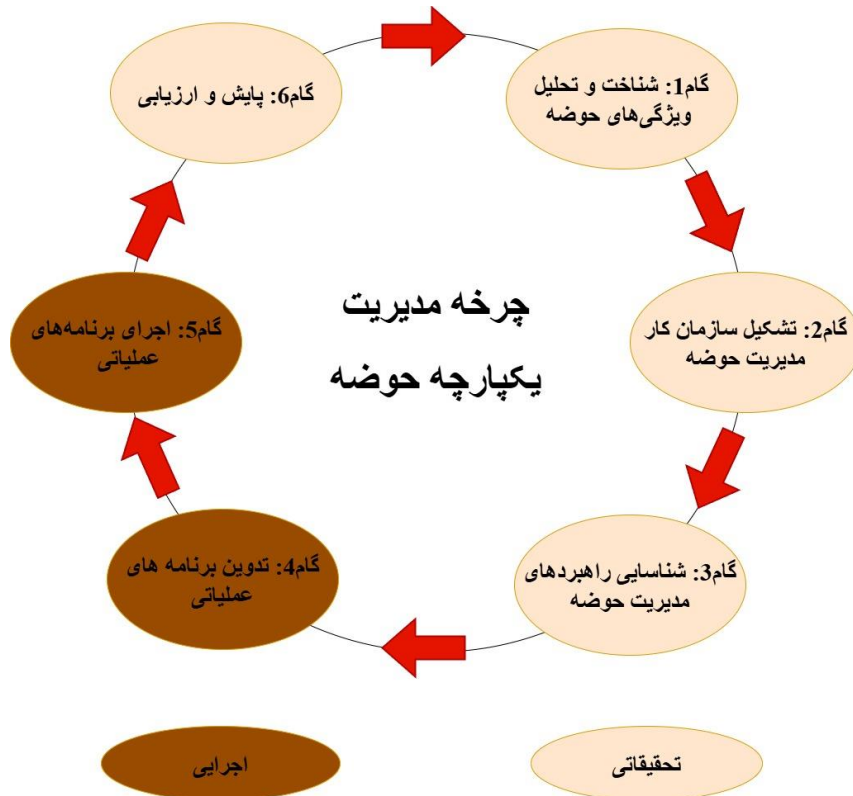 گام1: شناخت و تحلیل
ویژگی‌های حوضه
گام2: تشکیل سازمان کار
مدیریت حوضه
گام3: شناسایی راهبردهای
مدیریت حوضه
گام4: تدوین برنامه های
عملیاتی
گام5: اجرای برنامه‌های
عملیاتی
گام6: پایش و ارزیابی
چرخه مدیریت
یکپارچه حوضه
تحقیقاتی
اجرایی